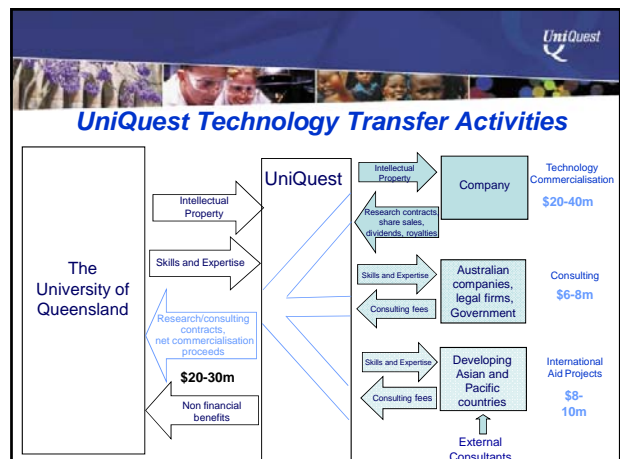 UniQuest
UniQuest Technology Transfer Activities
The
University of
Queensland
Intellectual
Property
Skills and Expertise
Research/consulting
contracts,
net commercialisation
proceeds
$20-30m
Non financial
benefits
UniQuest
Intellectual
Property
Research contracts,
share sales,
dividends, royalties
Company
Technology
Commercialisation
$20-40m
Skills and Expertise
Consulting fees
Australian
companies,
legal firms,
Government
Consulting
$6-8m
Skills and Expertise
Consulting fees
Developing
Asian and
Pacific
countries
International
Aid Projects
$8-
10m
External
Consultants